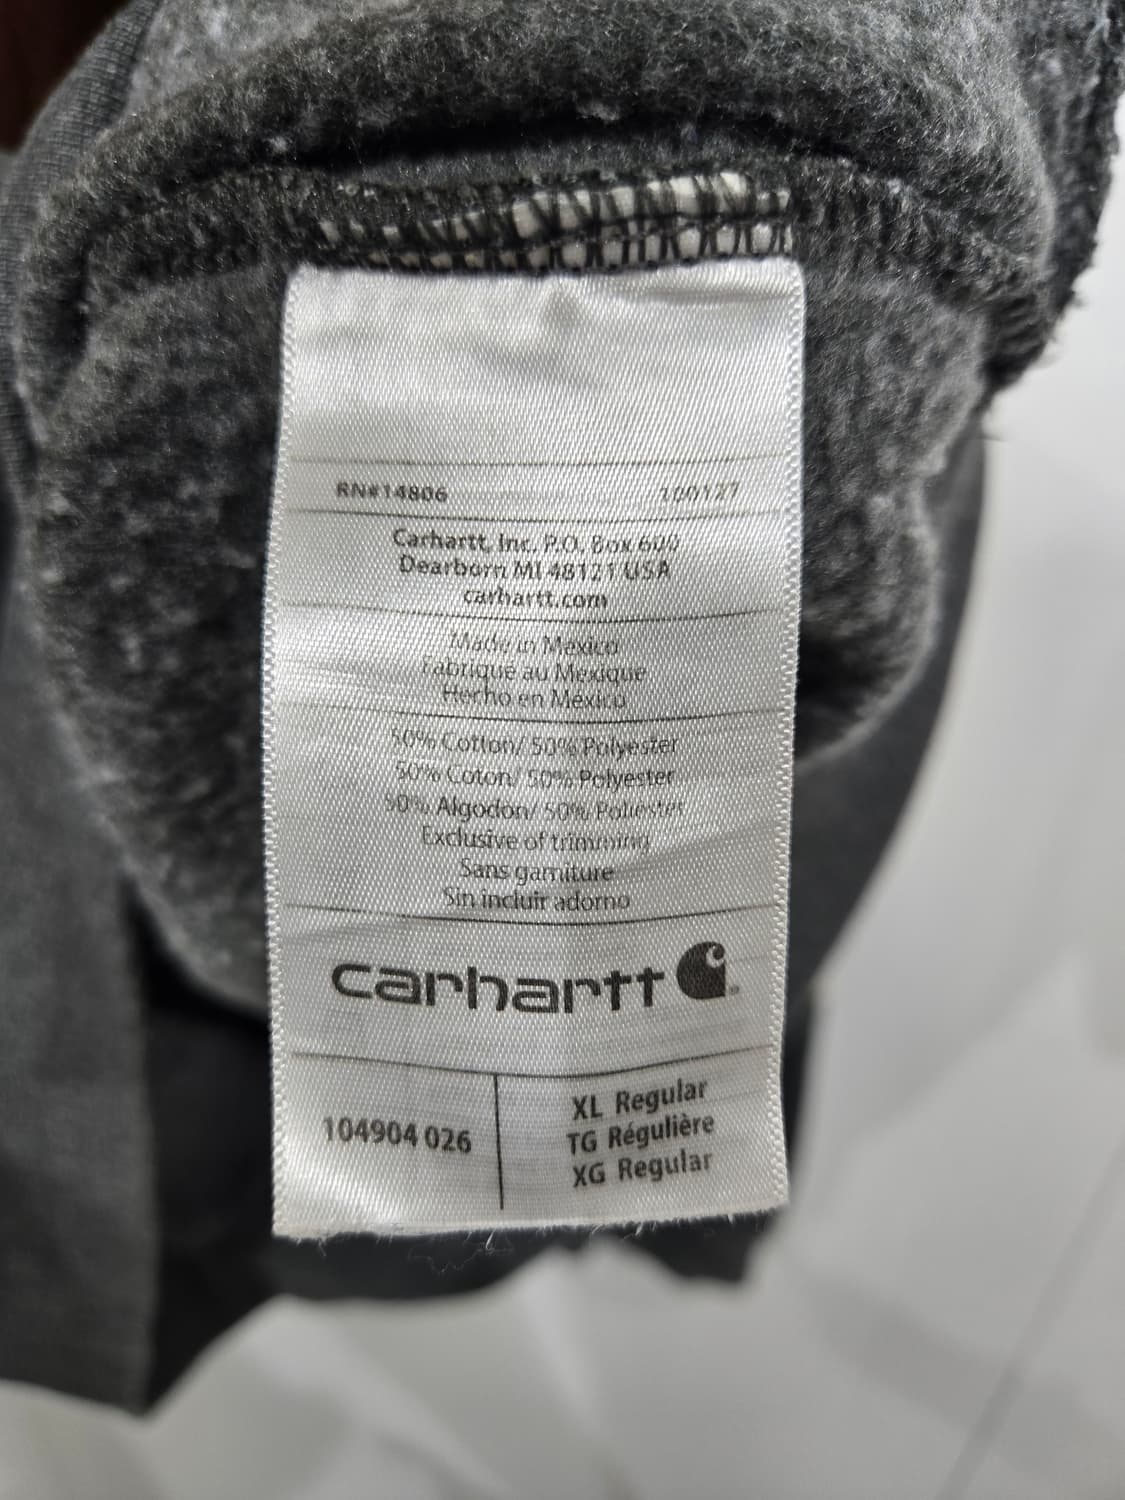 RN#14806 100127
Carhartt, Inc. P.O. Box 600
Dearborn MI 48121 USA
carhartt.com
Made in Mexico
Fabriqué au Mexique
Hecho en México
50% Cotton/ 50% Polyester
50% Coton/ 50% Polyester
50% Algodon/ 50% Poliester
Exclusive of trimming
Sans garniture
Sin incluir adorno
carhartt
104904 026
XL Regular
TG Régulière
XG Regular